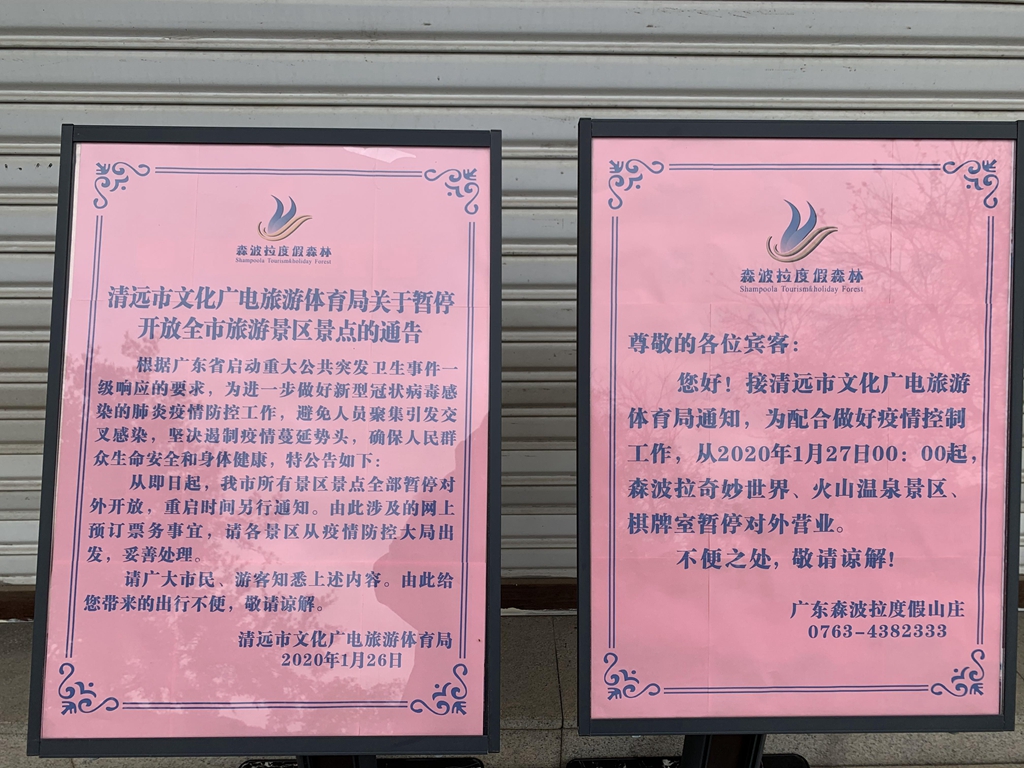 森波拉度假森林
Shampoola Tourismkholiday Forest
清远市文化广电旅游体育局关于暂停
开放全市旅游景区景点的通告
根据广东省启动重大公共突发卫生事件一
级响应的要求，为进一步做好新型冠状病毒感
染的肺炎疫情防控工作，避免人员聚集引发交
叉感染，坚决遏制疫情蔓延势头，确保人民群
众生命安全和身体健康，特公告如下：
从即日起，我市所有景区景点全部暂停对
外开放，重启时间另行通知。由此涉及的网上
预订票务事宜，请各景区从疫情防控大局出
发，妥善处理。
请广大市民、游客知悉上述内容。由此给
您带来的出行不便，敬请谅解。
清远市文化广电旅游体育局
2020年1月26日
森波拉度假森林
Shampoola Tourismkholiday Forest
尊敬的各位宾客：
您好！接清远市文化广电旅游
体育局通知，为配合做好疫情控制
工作，从2020年1月27日00：00起，
森波拉奇妙世界、火山温泉景区、
棋牌室暂停对外营业。
不便之处，敬请谅解！
广东森波拉度假山庄
0763-4382333